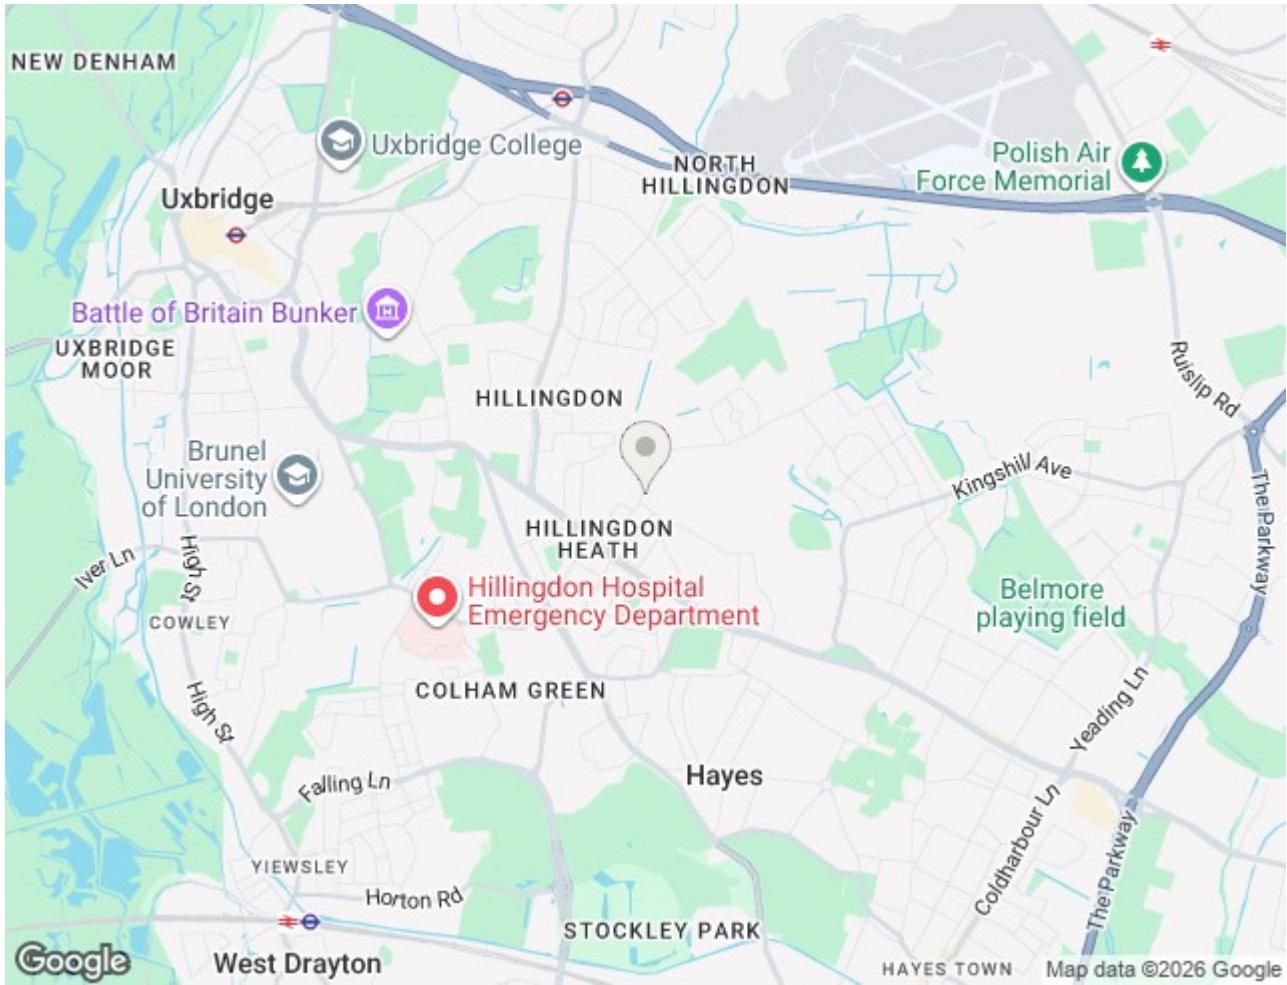 NEW DENHAM
Uxbridge College
Uxbridge
NORTH
HILLINGDON
Polish Air
Force Memorial
Battle of Britain Bunker
UXBRIDGE
MOOR
Ruislip Rd
HILLINGDON
Brunel
University
of London
Kingshill Ave
The Parkway
HILLINGDON
HEATH
Iver Ln
High St
Hillingdon Hospital
Emergency Department
Belmore
playing field
COWLEY
COLHAM GREEN
High St
Yeading Ln
Falling Ln
Hayes
Coldharbour Ln
The Parkway
YIEWSLEY
Horton Rd
STOCKLEY PARK
West Drayton
HAYES TOWN
Google
Map data ©2026 Google